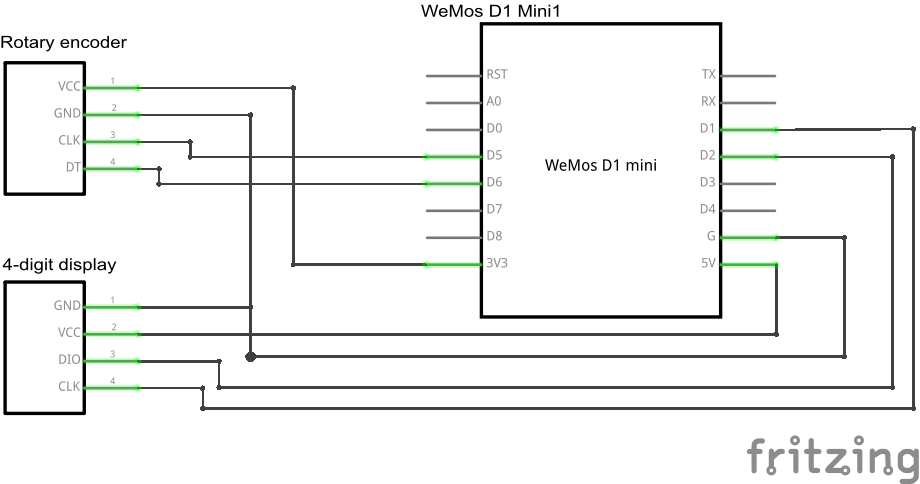 WeMos D1 Mini1
Rotary encoder
VCC 1
GND 2
CLK 3
DT 4
RST TX
A0 RX
D0 D1
D5 D2
D6 D3
D7 D4
D8 G
3V3 5V
WeMos D1 mini
4-digit display
GND 1
VCC 2
DIO 3
CLK 4
fritzing